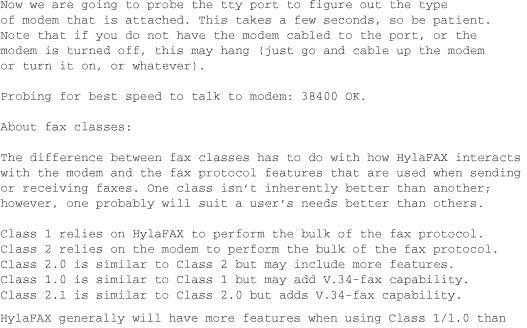 Now we are going to probe the tty port to figure out the type
of modem that is attached. This takes a few seconds, so be patient.
Note that if you do not have the modem cabled to the port, or the
modem is turned off, this may hang (just go and cable up the modem
or turn it on, or whatever).
Probing for best speed to talk to modem: 38400 OK.
About fax classes:
The difference between fax classes has to do with how HylaFAX interacts
with the modem and the fax protocol features that are used when sending
or receiving faxes. One class isn't inherently better than another;
however, one probably will suit a user's needs better than others.
Class 1 relies on HylaFAX to perform the bulk of the fax protocol.
Class 2 relies on the modem to perform the bulk of the fax protocol.
Class 2.0 is similar to Class 2 but may include more features.
Class 1.0 is similar to Class 1 but may add V.34-fax capability.
Class 2.1 is similar to Class 2.0 but adds V.34-fax capability.
HylaFAX generally will have more features when using Class 1/1.0 than